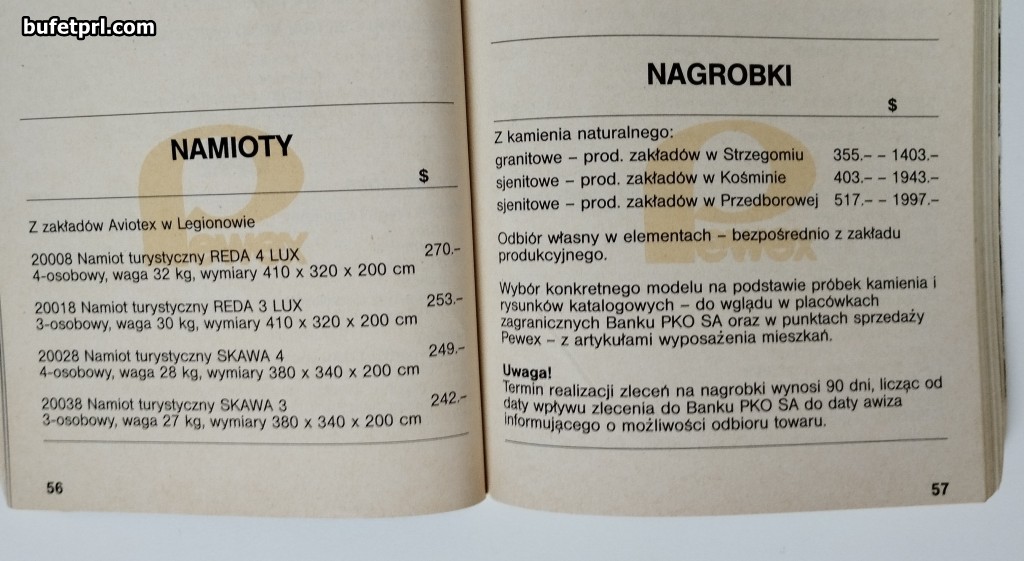 bufetprl.com
NAMIOTY
$
Z zakładów Aviotex w Legionowie
20008 Namiot turystyczny REDA 4 LUX 270.-
4-osobowy, waga 32 kg, wymiary 410 x 320 x 200 cm
20018 Namiot turystyczny REDA 3 LUX 253.-
3-osobowy, waga 30 kg, wymiary 410 x 320 x 200 cm
20028 Namiot turystyczny SKAWA 4 249.-
4-osobowy, waga 28 kg, wymiary 380 x 340 x 200 cm
20038 Namiot turystyczny SKAWA 3 242.-
3-osobowy, waga 27 kg, wymiary 380 x 340 x 200 cm
Pewex
56
NAGROBKI
$
Z kamienia naturalnego:
granitowe – prod. zakładów w Strzegomiu 355.– – 1403.–
sjenitowe – prod. zakładów w Kośminie 403.– – 1943.–
sjenitowe – prod. zakładów w Przedborowej 517.– – 1997.–
Odbiór własny w elementach – bezpośrednio z zakładu
produkcyjnego.
Wybór konkretnego modelu na podstawie próbek kamienia i
rysunków katalogowych – do wglądu w placówkach
zagranicznych Banku PKO SA oraz w punktach sprzedaży
Pewex – z artykułami wyposażenia mieszkań.
Uwaga!
Termin realizacji zleceń na nagrobki wynosi 90 dni, licząc od
daty wpływu zlecenia do Banku PKO SA do daty awiza
informującego o możliwości odbioru towaru.
Pewex
57